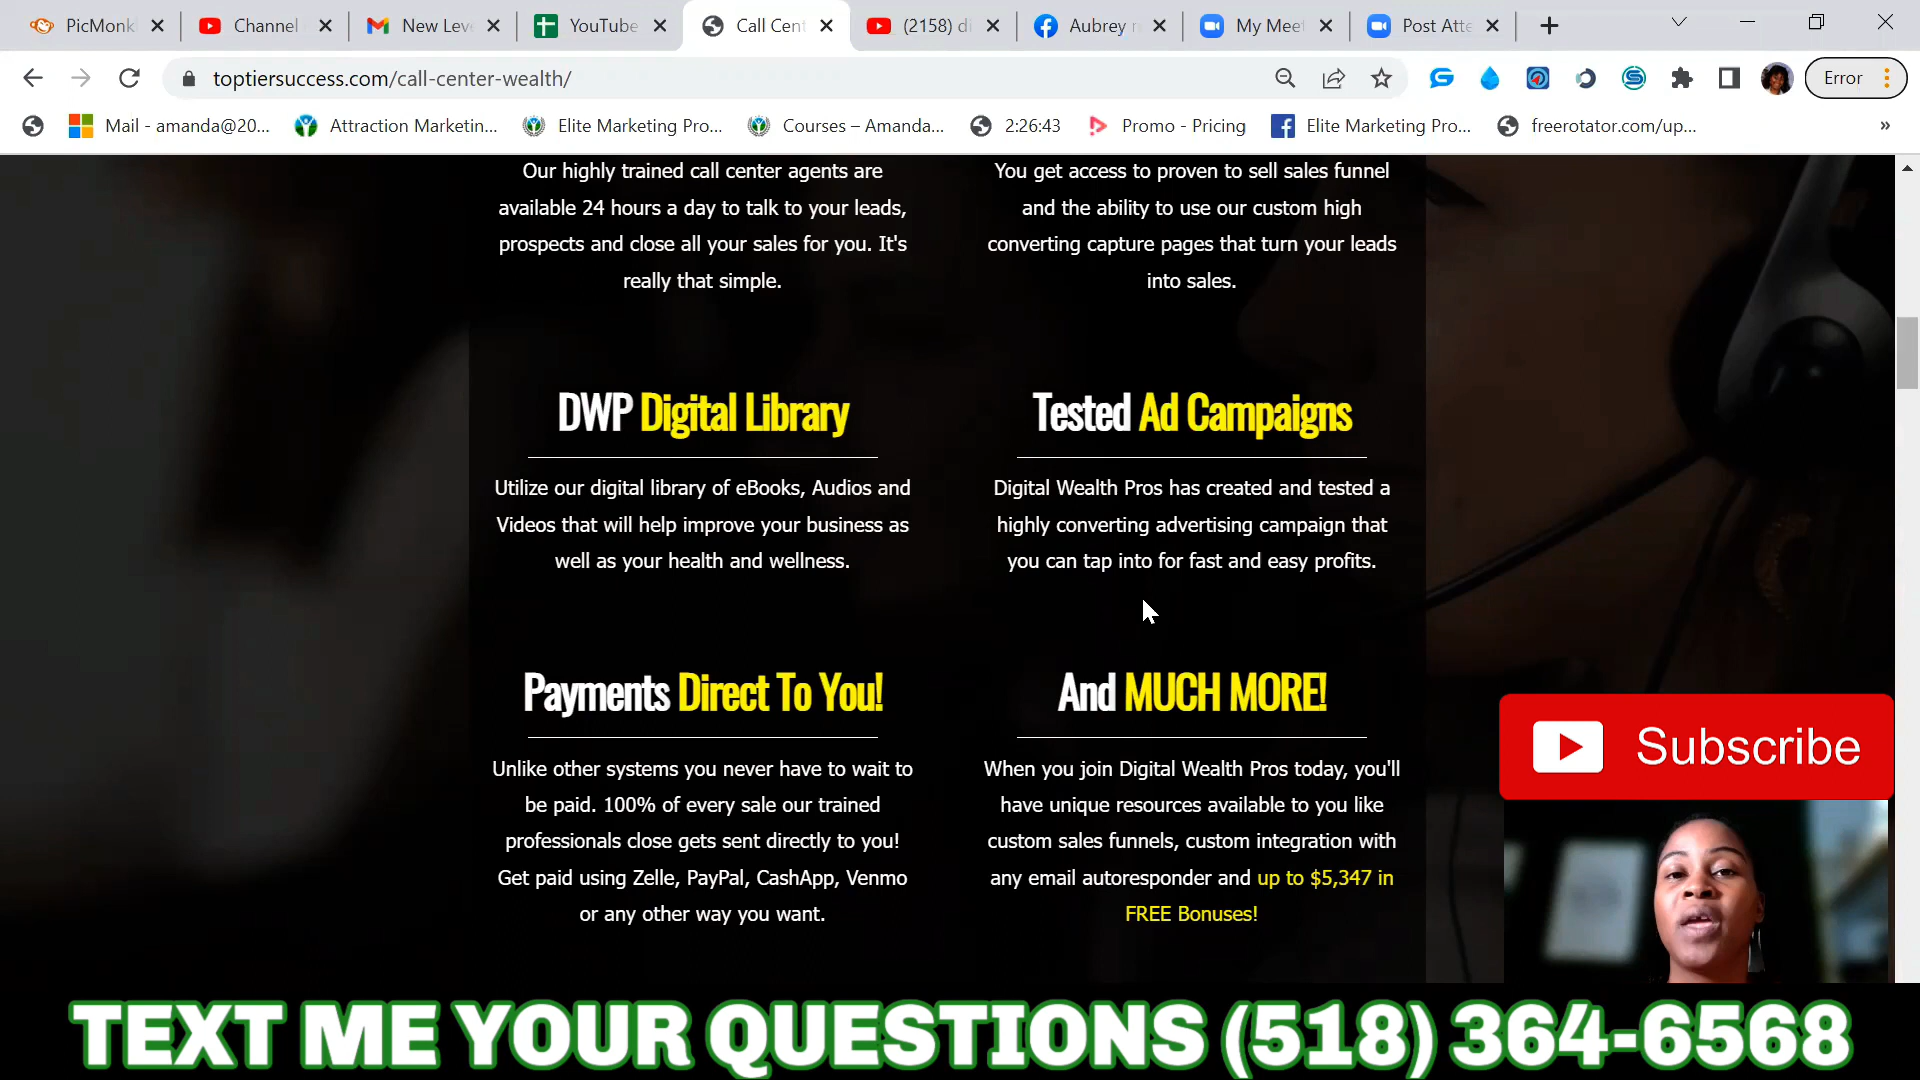 PicMonk
Channel
New Leve
YouTube
Call Cent
(2158) di
Aubrey r
My Meet
Post Atte
toptiersuccess.com/call-center-wealth/
Error
Mail - amanda@20...
Attraction Marketin...
Elite Marketing Pro...
Courses – Amanda...
2:26:43
Promo - Pricing
Elite Marketing Pro...
freerotator.com/up...
»
Our highly trained call center agents are
available 24 hours a day to talk to your leads,
prospects and close all your sales for you. It's
really that simple.
You get access to proven to sell sales funnel
and the ability to use our custom high
converting capture pages that turn your leads
into sales.
DWP Digital Library
Utilize our digital library of eBooks, Audios and
Videos that will help improve your business as
well as your health and wellness.
Tested Ad Campaigns
Digital Wealth Pros has created and tested a
highly converting advertising campaign that
you can tap into for fast and easy profits.
Payments Direct To You!
Unlike other systems you never have to wait to
be paid. 100% of every sale our trained
professionals close gets sent directly to you!
Get paid using Zelle, PayPal, CashApp, Venmo
or any other way you want.
And MUCH MORE!
When you join Digital Wealth Pros today, you'll
have unique resources available to you like
custom sales funnels, custom integration with
any email autoresponder and up to $5,347 in
FREE Bonuses!
Subscribe
TEXT ME YOUR QUESTIONS (518) 364-6568